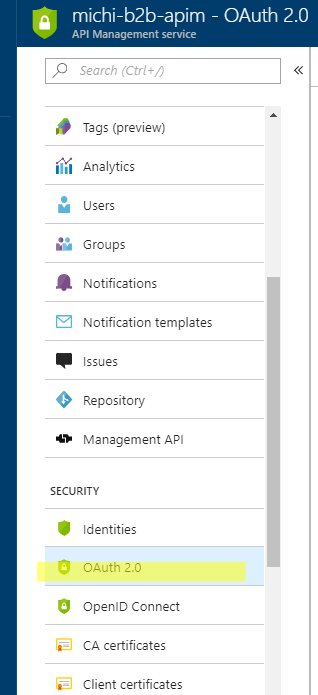 michi-b2b-apim - OAuth 2.0
API Management service
Search (Ctrl+/)
Tags (preview)
Analytics
Users
Groups
Notifications
Notification templates
Issues
Repository
Management API
SECURITY
Identities
OAuth 2.0
OpenID Connect
CA certificates
Client certificates